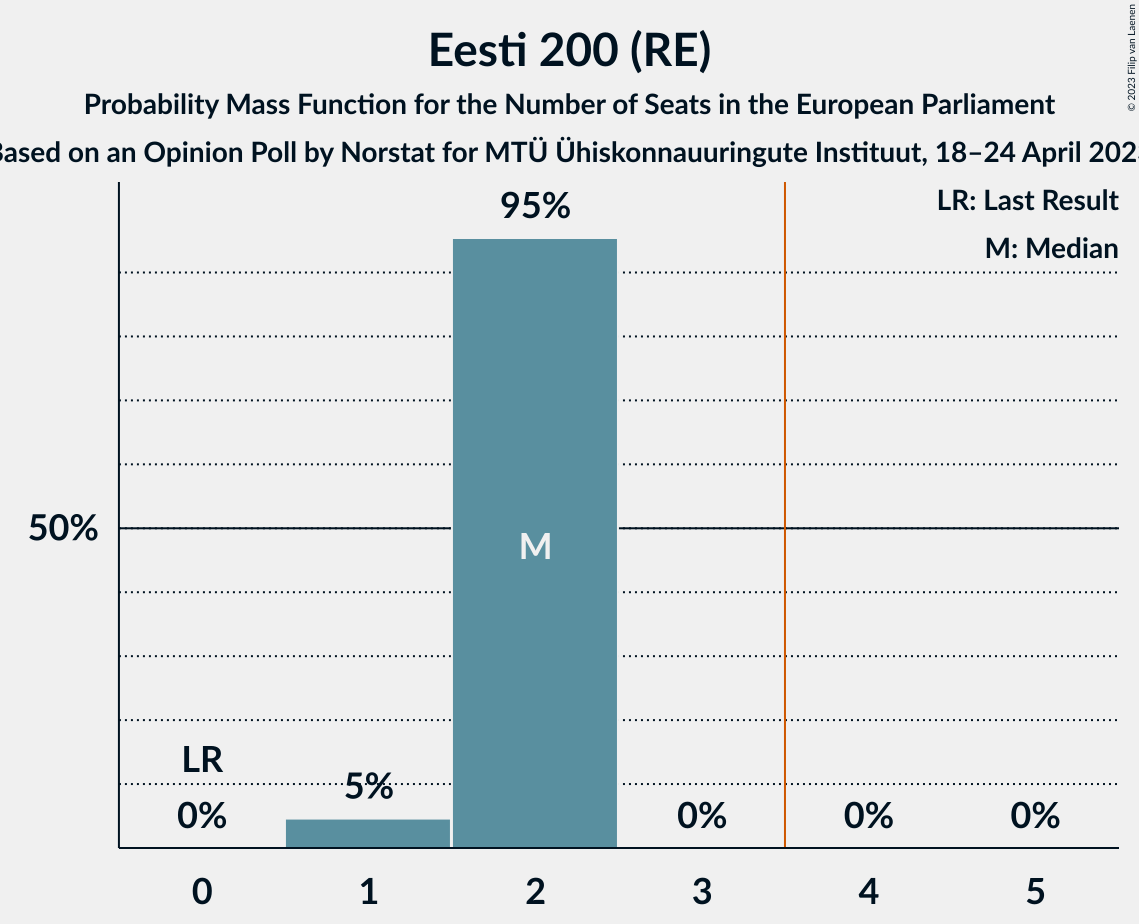 Eesti 200 (RE)
Probability Mass Function for the Number of Seats in the European Parliament
Based on an Opinion Poll by Norstat for MTÜ Ühiskonnauuringute Instituut, 18–24 April 2023
© 2023 Filip van Laenen
LR: Last Result
M: Median
95%
50%
M
LR
5%
0%
0%
0%
0%
0 1 2 3 4 5